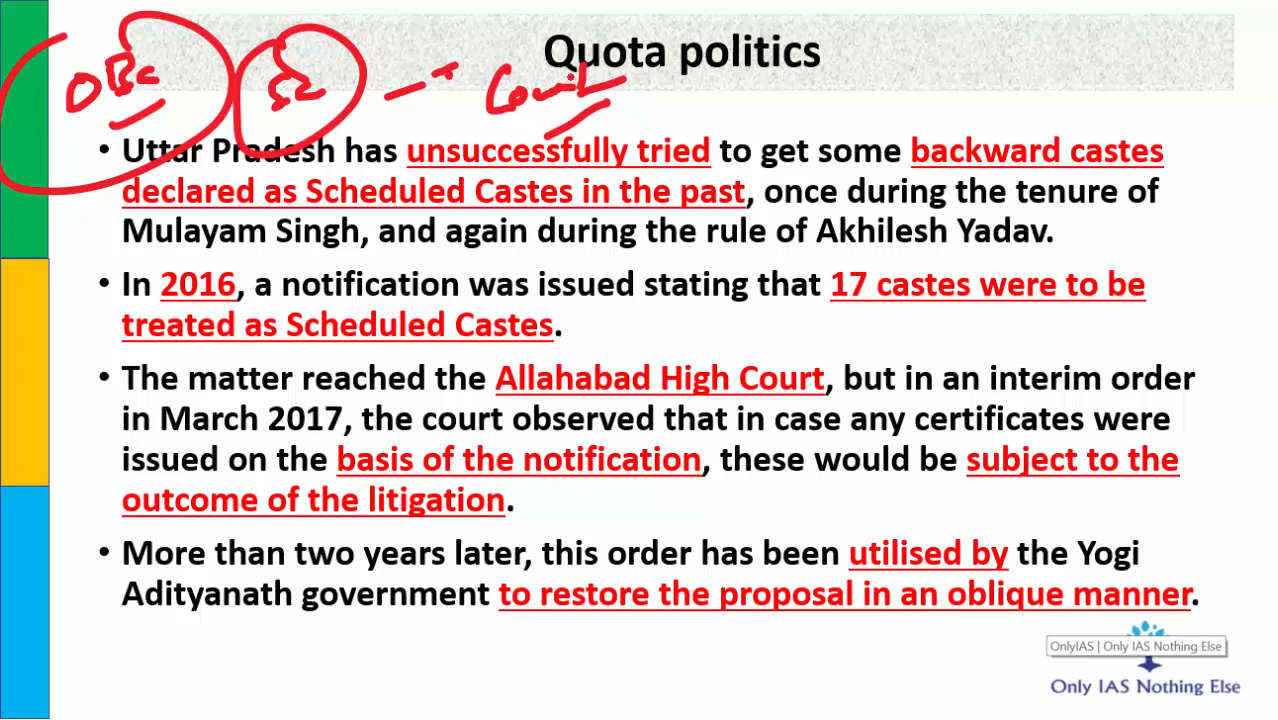 Quota politics
OBC SC -- Court
• Uttar Pradesh has unsuccessfully tried to get some backward castes
declared as Scheduled Castes in the past, once during the tenure of
Mulayam Singh, and again during the rule of Akhilesh Yadav.
• In 2016, a notification was issued stating that 17 castes were to be
treated as Scheduled Castes.
• The matter reached the Allahabad High Court, but in an interim order
in March 2017, the court observed that in case any certificates were
issued on the basis of the notification, these would be subject to the
outcome of the litigation.
• More than two years later, this order has been utilised by the Yogi
Adityanath government to restore the proposal in an oblique manner.
OnlyIAS | Only IAS Nothing Else
Only IAS Nothing Else